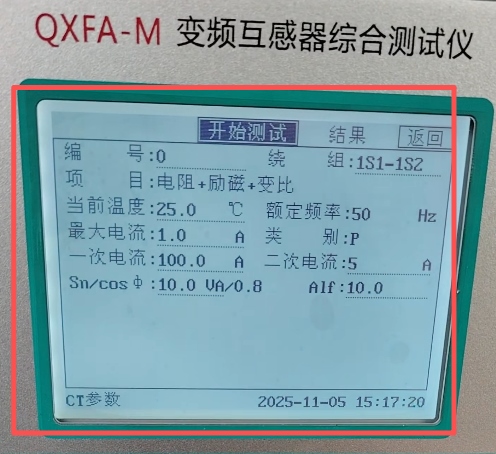 QXFA-M 变频互感器综合测试仪
开始测试 结果 返回
编 号:0 绕 组:1S1-1S2
项 目:电阻+励磁+变比
当前温度:25.0 ℃ 额定频率:50 Hz
最大电流:1.0 A 类 别:P
一次电流:100.0 A 二次电流:5 A
Sn/cosΦ:10.0 VA/0.8 Alf:10.0
CT参数 2025-11-05 15:17:20